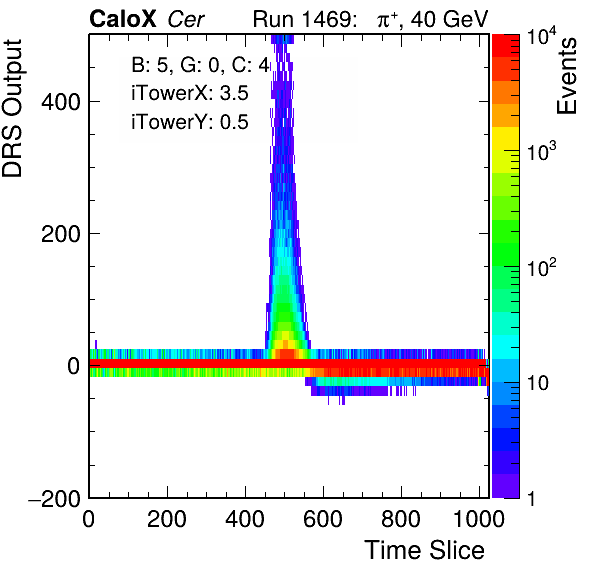 CaloX Cer Run 1469: π⁺, 40 GeV
B: 5, G: 0, C: 4
iTowerX: 3.5
iTowerY: 0.5
DRS Output
400
200
0
−200
0 200 400 600 800 1000
Time Slice
Events
10⁴
10³
10²
10
1